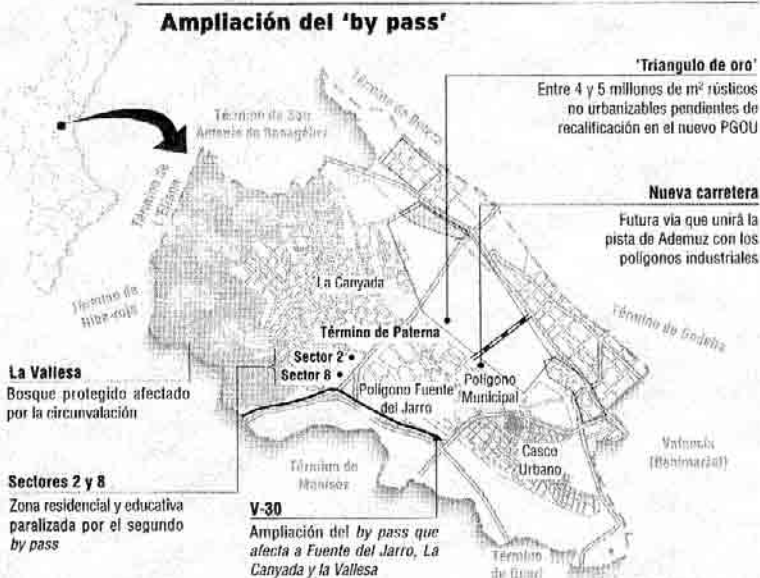 Ampliación del 'by pass'
'Triangulo de oro'
Entre 4 y 5 millones de m² rústicos
no urbanizables pendientes de
recalificación en el nuevo PGOU
Nueva carretera
Futura vía que unirá la
pista de Ademuz con los
polígonos industriales
Término de San
Antonio de Benagéber
Término de
Término de
L'Eliana
Término de
Riba-roja
La Canyada
Término de Paterna
Término de Godella
Sector 2
Sector 8
Polígono Fuente
del Jarro
Polígono
Municipal
Casco
Urbano
Valencia
(Benimàmet)
Término de
Manises
Término
de Quart
La Vallesa
Bosque protegido afectado
por la circunvalación
Sectores 2 y 8
Zona residencial y educativa
paralizada por el segundo
by pass
V-30
Ampliación del by pass que
afecta a Fuente del Jarro, La
Canyada y la Vallesa